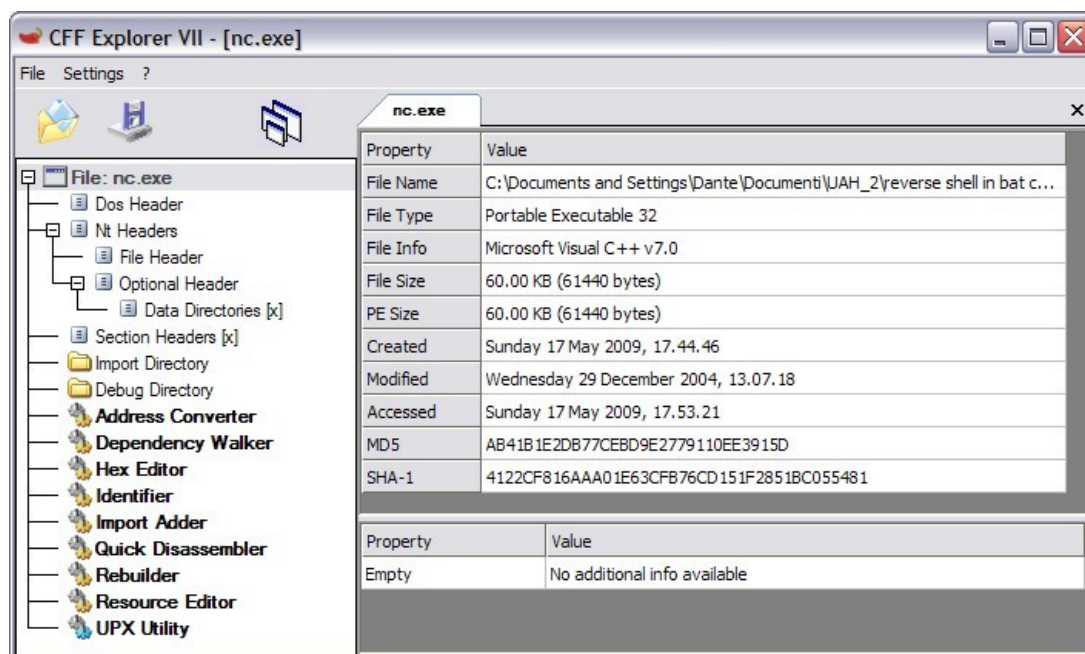 CFF Explorer VII - [nc.exe]
File Settings ?
nc.exe
File: nc.exe
Dos Header
Nt Headers
File Header
Optional Header
Data Directories [x]
Section Headers [x]
Import Directory
Debug Directory
Address Converter
Dependency Walker
Hex Editor
Identifier
Import Adder
Quick Disassembler
Rebuilder
Resource Editor
UPX Utility
Property Value
File Name C:\Documents and Settings\Dante\Documenti\UAH_2\reverse shell in bat c...
File Type Portable Executable 32
File Info Microsoft Visual C++ v7.0
File Size 60.00 KB (61440 bytes)
PE Size 60.00 KB (61440 bytes)
Created Sunday 17 May 2009, 17.44.46
Modified Wednesday 29 December 2004, 13.07.18
Accessed Sunday 17 May 2009, 17.53.21
MD5 AB41B1E2DB77CEBD9E2779110EE3915D
SHA-1 4122CF816AAA01E63CFB76CD151F2851BC055481
Property Value
Empty No additional info available